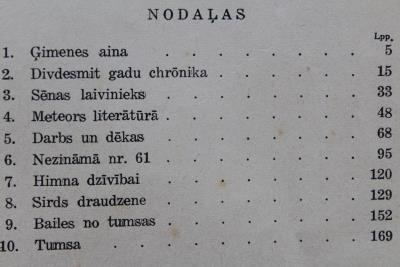 NODAĻAS
Lpp.
1. Ģimenes aina . . . . . . . 5
2. Divdesmit gadu chrōnika . . . . 15
3. Sēnas laivinieks . . . . . . 33
4. Meteors literātūrā . . . . . 48
5. Darbs un dēkas . . . . . . 68
6. Nezināmā nr. 61 . . . . . . 95
7. Himna dzīvībai . . . . . . 120
8. Sirds draudzene . . . . . . 129
9. Bailes no tumsas . . . . . . 152
10. Tumsa . . . . . . . . 169